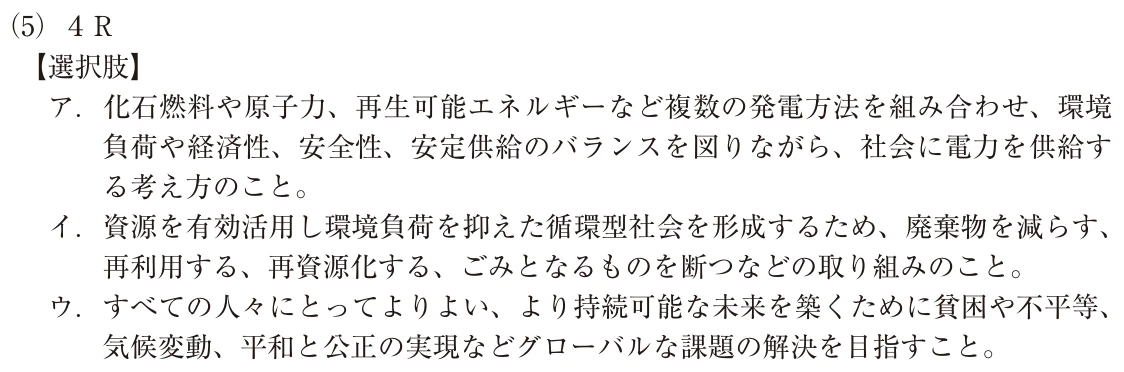 (5) 4 R
【選択肢】
ア．化石燃料や原子力、再生可能エネルギーなど複数の発電方法を組み合わせ、環境
負荷や経済性、安全性、安定供給のバランスを図りながら、社会に電力を供給す
る考え方のこと。
イ．資源を有効活用し環境負荷を抑えた循環型社会を形成するため、廃棄物を減らす、
再利用する、再資源化する、ごみとなるものを断つなどの取り組みのこと。
ウ．すべての人々にとってよりよい、より持続可能な未来を築くために貧困や不平等、
気候変動、平和と公正の実現などグローバルな課題の解決を目指すこと。